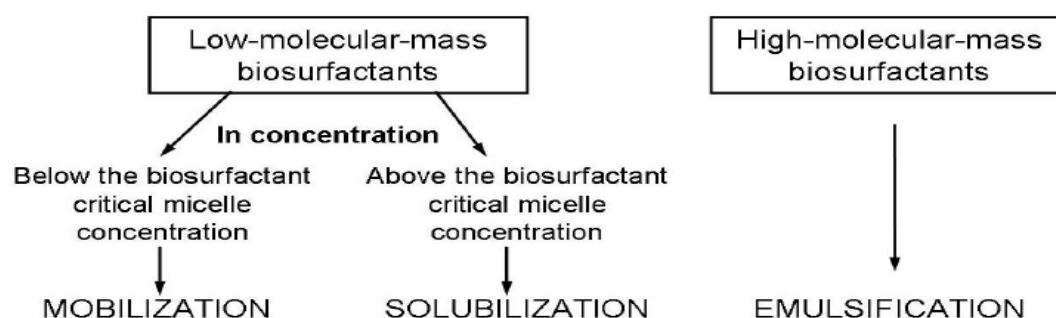 Low-molecular-mass
biosurfactants
High-molecular-mass
biosurfactants
In concentration
Below the biosurfactant
critical micelle
concentration
Above the biosurfactant
critical micelle
concentration
MOBILIZATION
SOLUBILIZATION
EMULSIFICATION